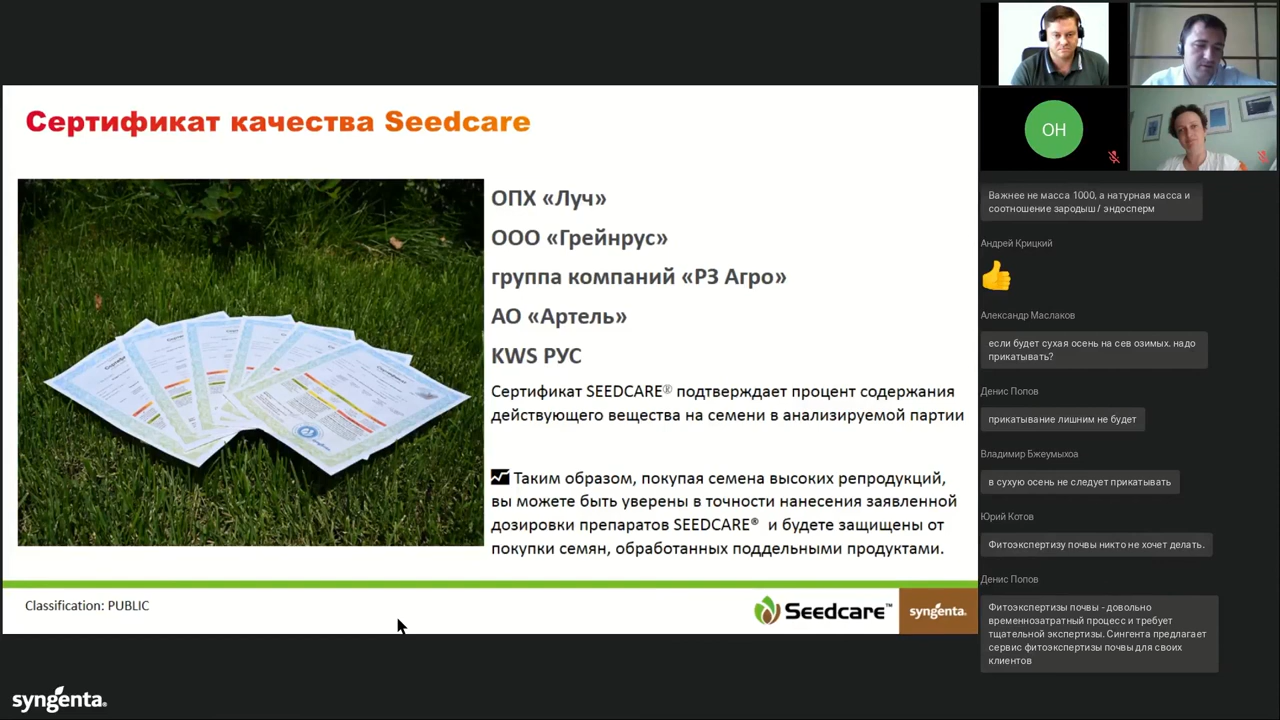 Сертификат качества Seedcare
ОПХ «Луч»
ООО «Грейнрус»
группа компаний «РЗ Агро»
АО «Артель»
KWS РУС
Сертификат SEEDCARE® подтверждает процент содержания
действующего вещества на семени в анализируемой партии
Таким образом, покупая семена высоких репродукций,
вы можете быть уверены в точности нанесения заявленной
дозировки препаратов SEEDCARE® и будете защищены от
покупки семян, обработанных поддельными продуктами.
Classification: PUBLIC
Seedcare™
syngenta.
syngenta.
ОН
Важнее не масса 1000, а натурная масса и
соотношение зародыш / эндосперм
Андрей Крицкий
Александр Маслаков
если будет сухая осень на сев озимых. надо
прикатывать?
Денис Попов
прикатывание лишним не будет
Владимир Бжеумыхоа
в сухую осень не следует прикатывать
Юрий Котов
Фитоэкспертизу почвы никто не хочет делать.
Денис Попов
Фитоэкспертизы почвы - довольно
временнозатратный процесс и требует
тщательной экспертизы. Сингента предлагает
сервис фитоэкспертизы почвы для своих
клиентов